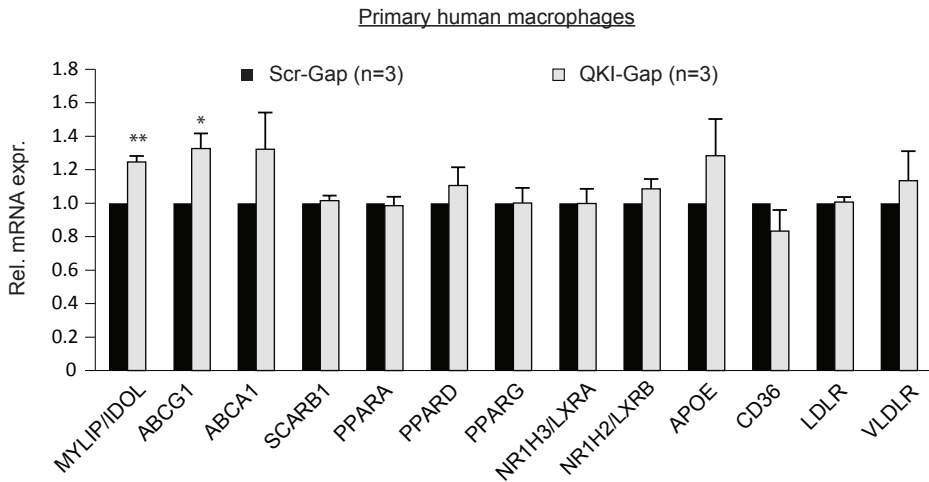 Primary human macrophages
Scr-Gap (n=3) QKI-Gap (n=3)
Rel. mRNA expr.
1.8
1.6
1.4
1.2
1.0
0.8
0.6
0.4
0.2
0
** *
MYLIP/IDOL
ABCG1
ABCA1
SCARB1
PPARA
PPARD
PPARG
NR1H3/LXRA
NR1H2/LXRB
APOE
CD36
LDLR
VLDLR